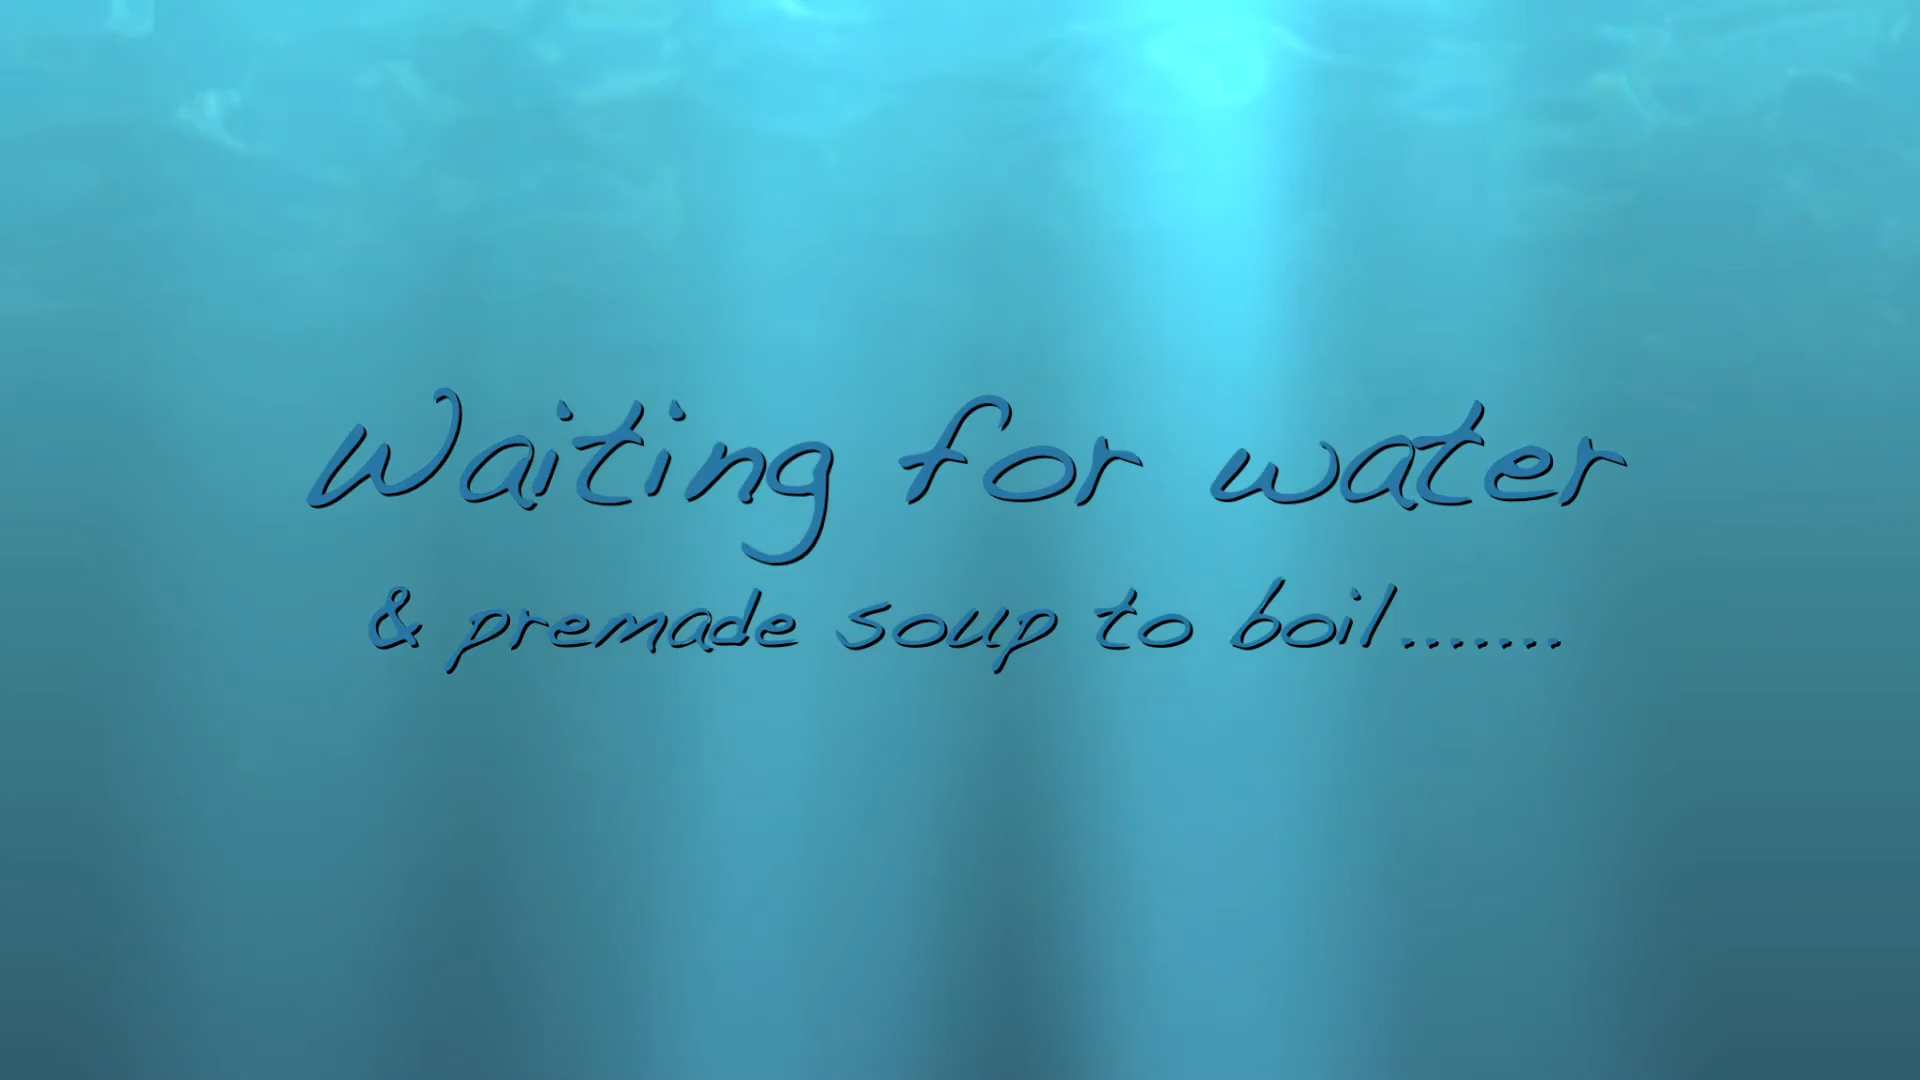 Waiting for water
& premade soup to boil.......